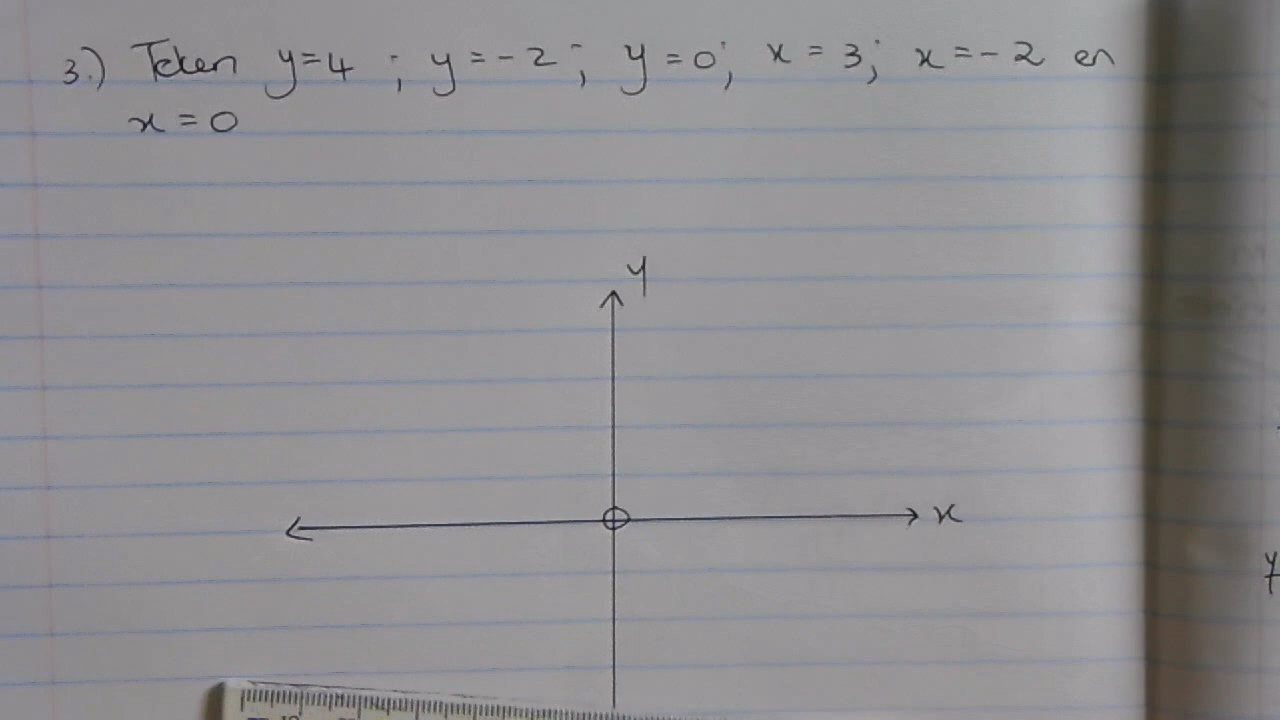 3.) Teken y=4 ; y=-2 ; y=0; x=3; x=-2 en
x=0
y
x
y